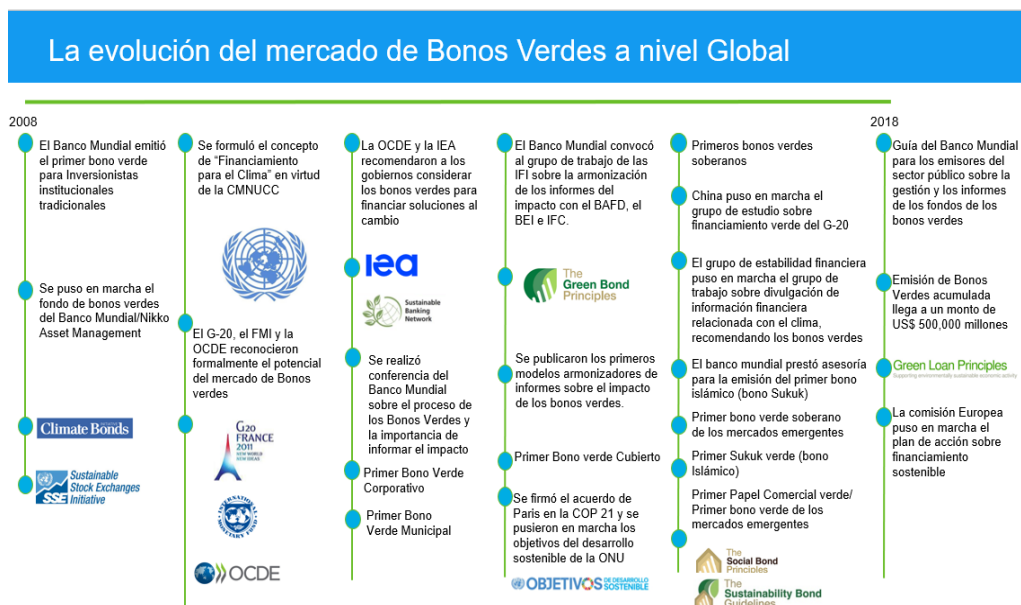 La evolución del mercado de Bonos Verdes a nivel Global
2008
2018
El Banco Mundial emitió
el primer bono verde
para Inversionistas
institucionales
tradicionales
Se puso en marcha el
fondo de bonos verdes
del Banco Mundial/Nikko
Asset Management
Climate Bonds
SSE
Sustainable
Stock Exchanges
Initiative
Se formuló el concepto
de “Financiamiento
para el Clima” en virtud
de la CMNUCC
El G-20, el FMI y la
OCDE reconocieron
formalmente el potencial
del mercado de Bonos
verdes
G20
FRANCE
2011
NEW WORLD
NEW IDEAS
INTERNATIONAL
MONETARY FUND
OCDE
La OCDE y la IEA
recomendaron a los
gobiernos considerar
los bonos verdes para
financiar soluciones al
cambio
iea
Sustainable
Banking
Network
Se realizó
conferencia del
Banco Mundial
sobre el proceso de
los Bonos Verdes y
la importancia de
informar el impacto
Primer Bono Verde
Corporativo
Primer Bono
Verde Municipal
El Banco Mundial convocó
al grupo de trabajo de las
IFI sobre la armonización
de los informes del
impacto con el BAFD, el
BEI e IFC.
The
Green Bond
Principles
Se publicaron los primeros
modelos armonizadores de
informes sobre el impacto
de los bonos verdes.
Primer Bono verde Cubierto
Se firmó el acuerdo de
Paris en la COP 21 y se
pusieron en marcha los
objetivos del desarrollo
sostenible de la ONU
OBJETIVOS DE DESARROLLO
SOSTENIBLE
Primeros bonos verdes
soberanos
China puso en marcha el
grupo de estudio sobre
financiamiento verde del G-20
El grupo de estabilidad financiera
puso en marcha el grupo de
trabajo sobre divulgación de
información financiera
relacionada con el clima,
recomendando los bonos verdes
El banco mundial prestó asesoría
para la emisión del primer bono
islámico (bono Sukuk)
Primer bono verde soberano
de los mercados emergentes
Primer Sukuk verde (bono
Islámico)
Primer Papel Comercial verde/
Primer bono verde de los
mercados emergentes
The
Social Bond
Principles
The
Sustainability Bond
Guidelines
Guía del Banco Mundial
para los emisores del
sector público sobre la
gestión y los informes
de los fondos de los
bonos verdes
Emisión de Bonos
Verdes acumulada
llega a un monto de
US$ 500,000 millones
Green Loan Principles
Supporting environmentally sustainable economic activity
La comisión Europea
puso en marcha el
plan de acción sobre
financiamiento
sostenible